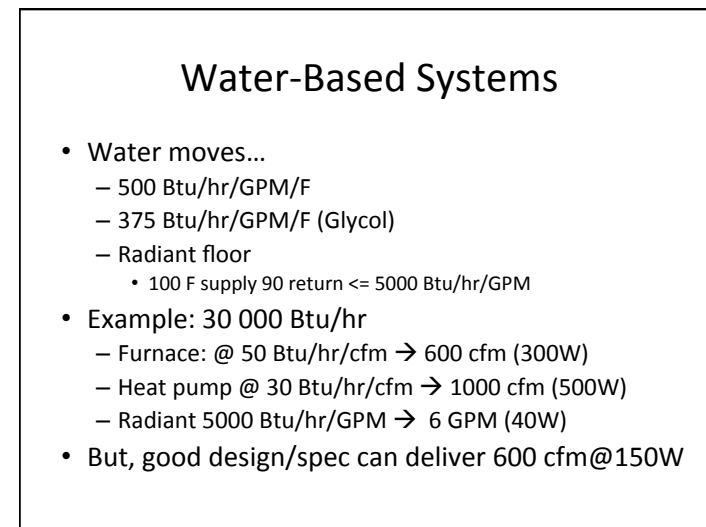 Water-Based Systems
• Water moves…
– 500 Btu/hr/GPM/F
– 375 Btu/hr/GPM/F (Glycol)
– Radiant floor
• 100 F supply 90 return <= 5000 Btu/hr/GPM
• Example: 30 000 Btu/hr
– Furnace: @ 50 Btu/hr/cfm → 600 cfm (300W)
– Heat pump @ 30 Btu/hr/cfm → 1000 cfm (500W)
– Radiant 5000 Btu/hr/GPM → 6 GPM (40W)
• But, good design/spec can deliver 600 cfm@150W